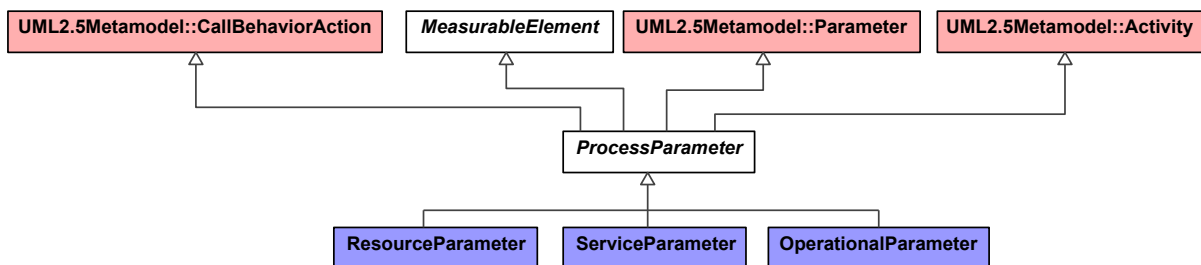 UML2.5Metamodel::CallBehaviorAction
MeasurableElement
UML2.5Metamodel::Parameter
UML2.5Metamodel::Activity
ProcessParameter
ResourceParameter
ServiceParameter
OperationalParameter